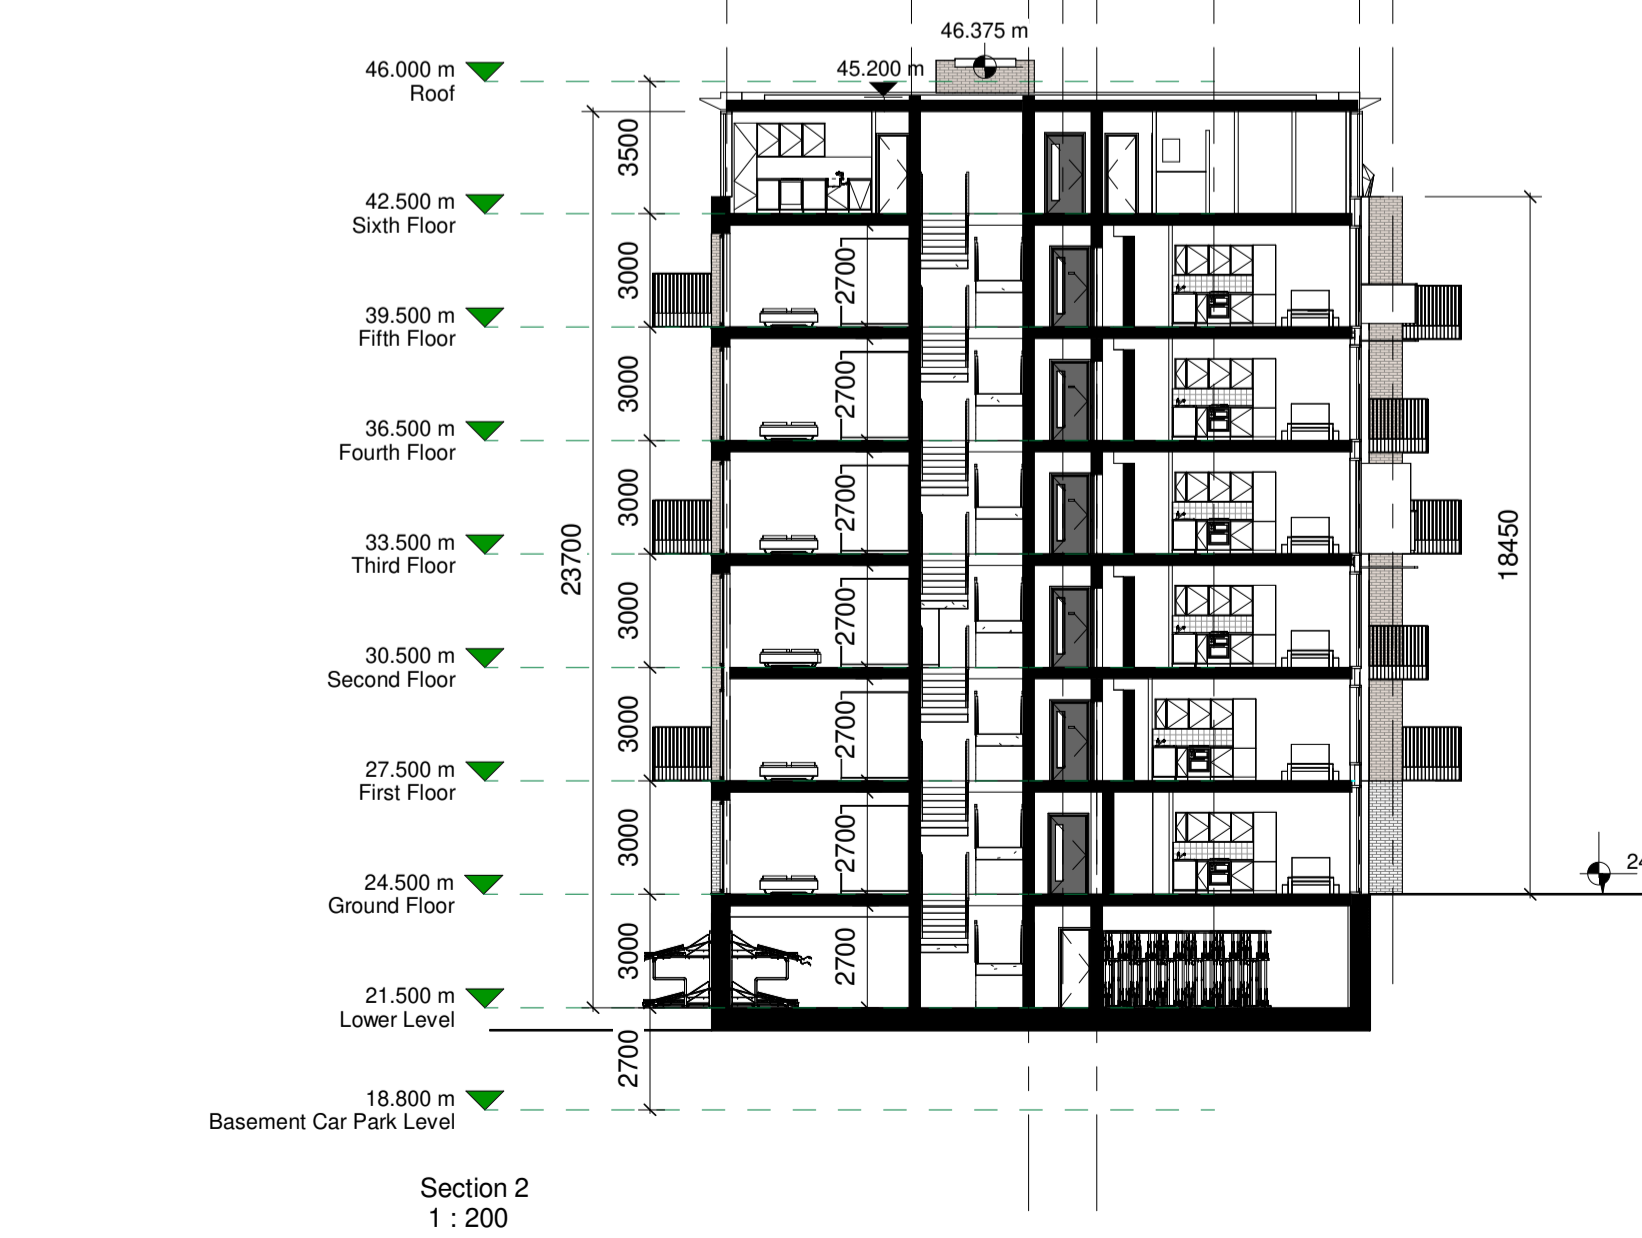 46.375 m
45.200 m
46.000 m
Roof
3500
42.500 m
Sixth Floor
3000
2700
39.500 m
Fifth Floor
3000
2700
36.500 m
Fourth Floor
3000
2700
33.500 m
Third Floor
3000
2700
23700
18450
30.500 m
Second Floor
3000
2700
27.500 m
First Floor
3000
2700
24
24.500 m
Ground Floor
3000
2700
21.500 m
Lower Level
2700
18.800 m
Basement Car Park Level
Section 2
1 : 200